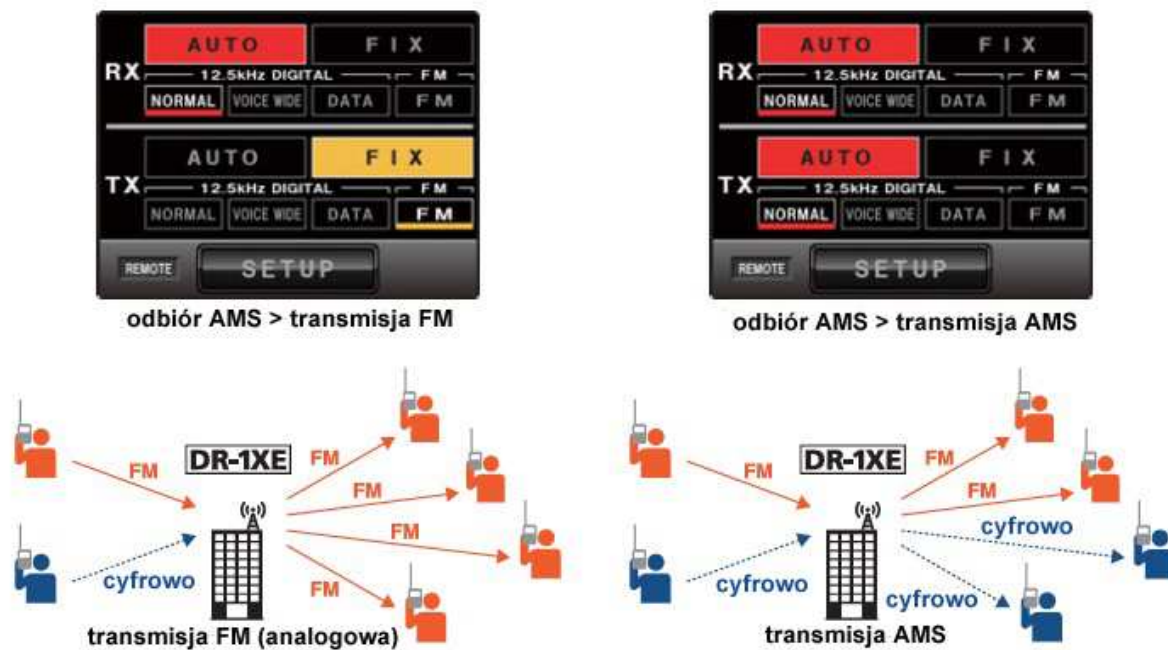 AUTO FIX
RX 12.5kHz DIGITAL FM
NORMAL VOICE WIDE DATA FM
AUTO FIX
TX 12.5kHz DIGITAL FM
NORMAL VOICE WIDE DATA FM
REMOTE SETUP
odbiór AMS > transmisja FM
AUTO FIX
RX 12.5kHz DIGITAL FM
NORMAL VOICE WIDE DATA FM
AUTO FIX
TX 12.5kHz DIGITAL FM
NORMAL VOICE WIDE DATA FM
REMOTE SETUP
odbiór AMS > transmisja AMS
DR-1XE
FM
FM
FM
FM
FM
cyfrowo
transmisja FM (analogowa)
DR-1XE
FM
FM
FM
cyfrowo
cyfrowo
cyfrowo
transmisja AMS